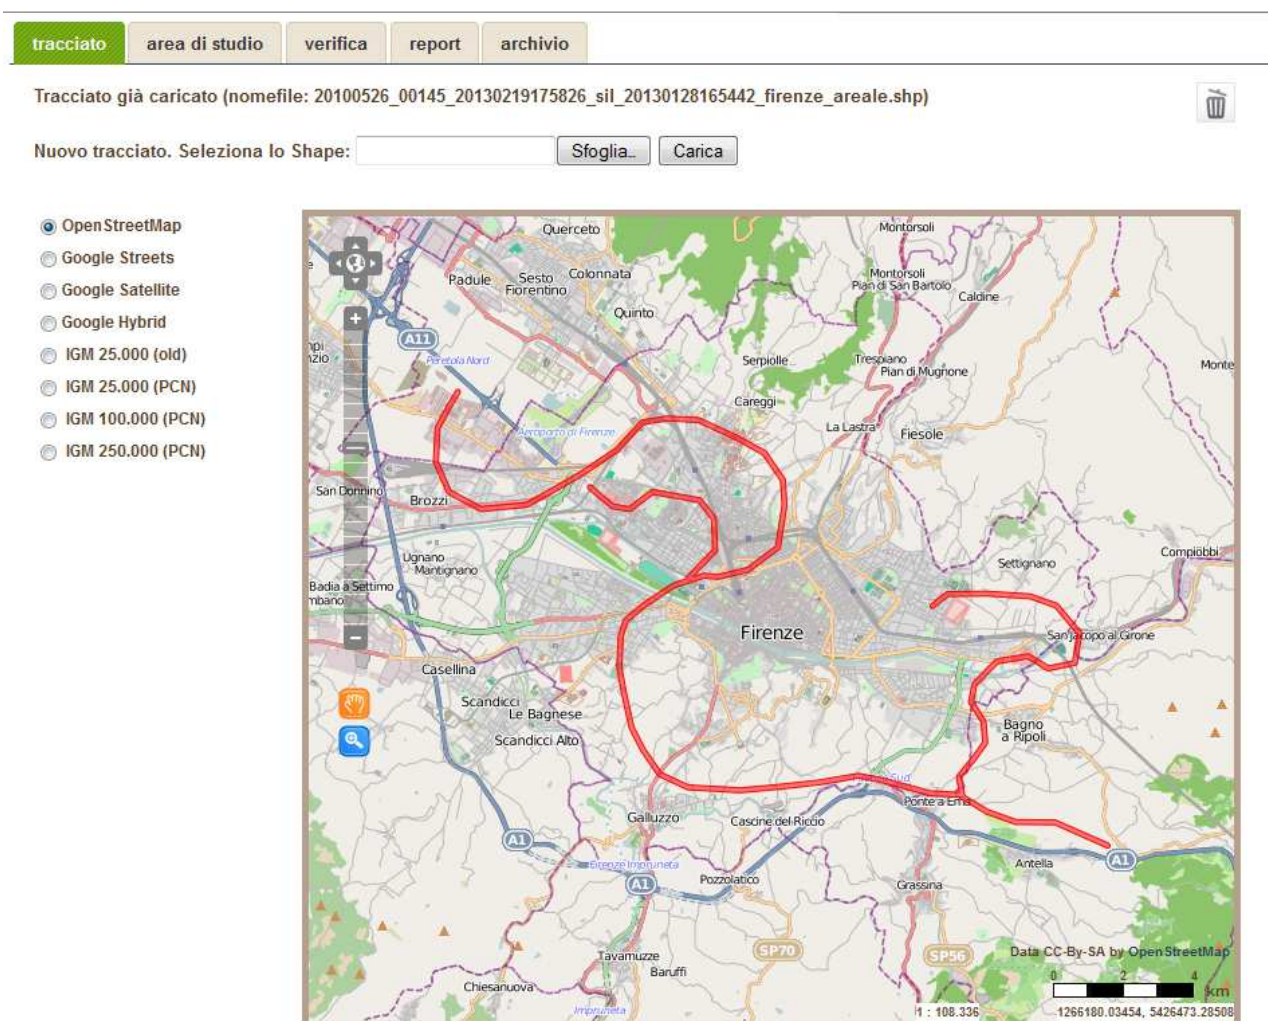 tracciato
area di studio
verifica
report
archivio
Tracciato già caricato (nomefile: 20100526_00145_20130219175826_sil_20130128165442_firenze_areale.shp)
Nuovo tracciato. Seleziona lo Shape:
Sfoglia...
Carica
OpenStreetMap
Google Streets
Google Satellite
Google Hybrid
IGM 25.000 (old)
IGM 25.000 (PCN)
IGM 100.000 (PCN)
IGM 250.000 (PCN)
Querceto
Montorsoli
Padule
Sesto
Fiorentino
Colonnata
Montorsoli
Pian di San Bartolo
Caldine
Quinto
A11
Peretola Nord
Serpiolle
Trespiano
Pian di Mugnone
Monte
Careggi
La Lastra
Fiesole
Aeroporto di Firenze
San Donnino
Brozzi
Ugnano
Mantignano
Settignano
Compiobbi
Badia a Settimo
Firenze
San Jacopo al Girone
Casellina
Scandicci
Le Bagnese
Scandicci Alto
Bagno
a Ripoli
Sud
Ponte a Ema
Galluzzo
Cascine del Riccio
A1
Firenze Impruneta
A1
Pozzolatico
Antella
A1
Grassina
SP70
SP56
Tavarnuzze
Baruffi
Chiesanuova
Impruneta
Data CC-By-SA by OpenStreetMap
0 2 4
km
1 : 108.336
1266180.03454, 5426473.28508